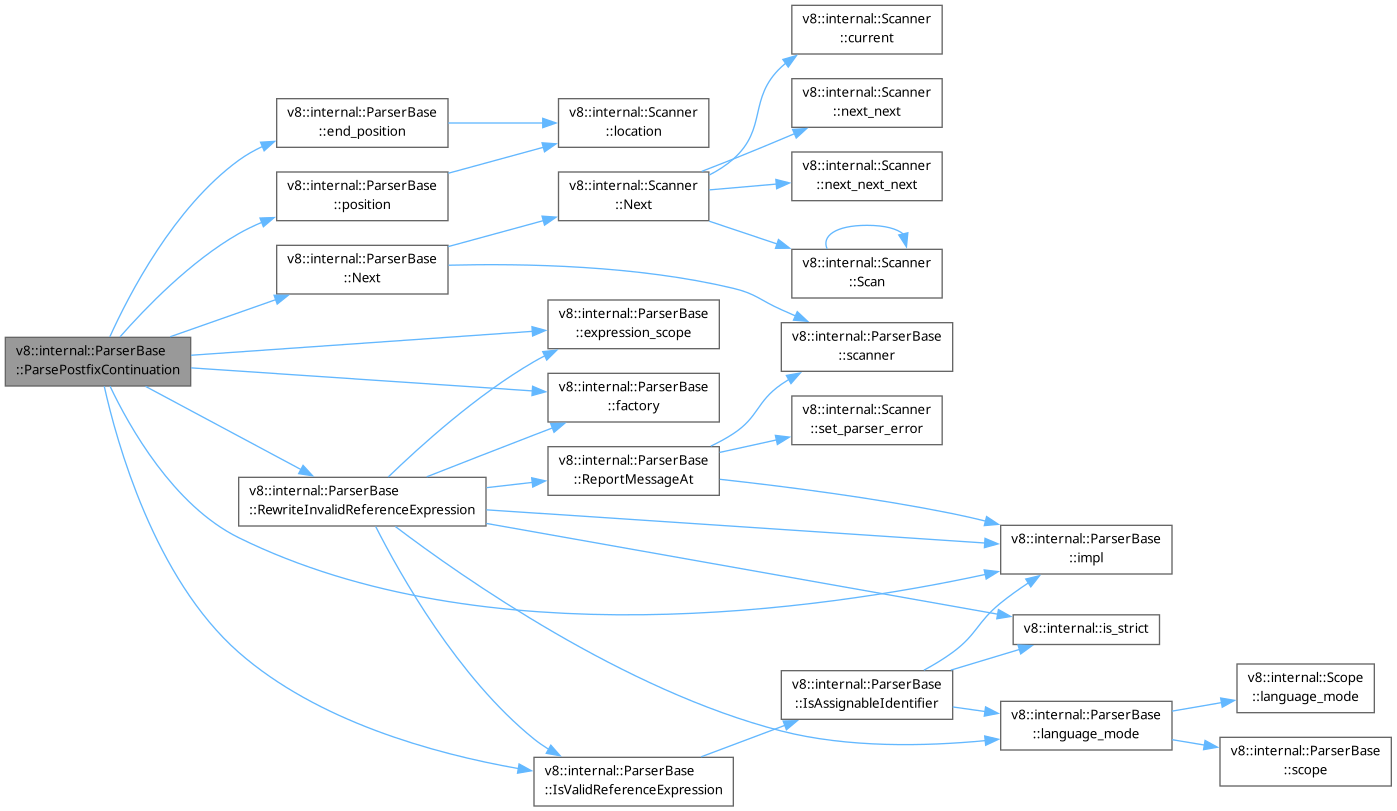 v8::internal::Scanner
::current
v8::internal::Scanner
::next_next
v8::internal::ParserBase
::end_position
v8::internal::Scanner
::location
v8::internal::Scanner
::next_next_next
v8::internal::ParserBase
::position
v8::internal::Scanner
::Next
v8::internal::ParserBase
::Next
v8::internal::Scanner
::Scan
v8::internal::ParserBase
::expression_scope
v8::internal::ParserBase
::scanner
v8::internal::ParserBase
::ParsePostfixContinuation
v8::internal::ParserBase
::factory
v8::internal::Scanner
::set_parser_error
v8::internal::ParserBase
::ReportMessageAt
v8::internal::ParserBase
::RewriteInvalidReferenceExpression
v8::internal::ParserBase
::impl
v8::internal::is_strict
v8::internal::ParserBase
::IsAssignableIdentifier
v8::internal::Scope
::language_mode
v8::internal::ParserBase
::language_mode
v8::internal::ParserBase
::scope
v8::internal::ParserBase
::IsValidReferenceExpression